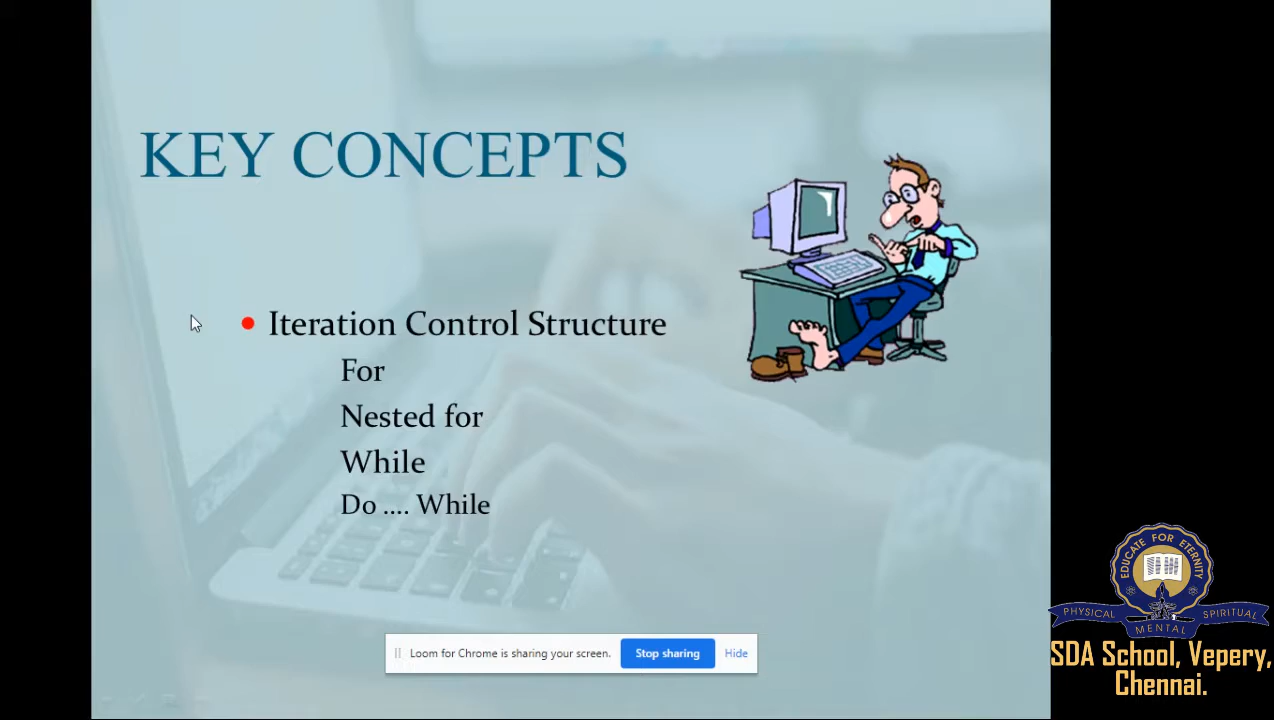 KEY CONCEPTS
Iteration Control Structure
For
Nested for
While
Do .... While
Loom for Chrome is sharing your screen. Stop sharing Hide
EDUCATE FOR ETERNITY
PHYSICAL MENTAL SPIRITUAL
SDA School, Vepery,
Chennai.